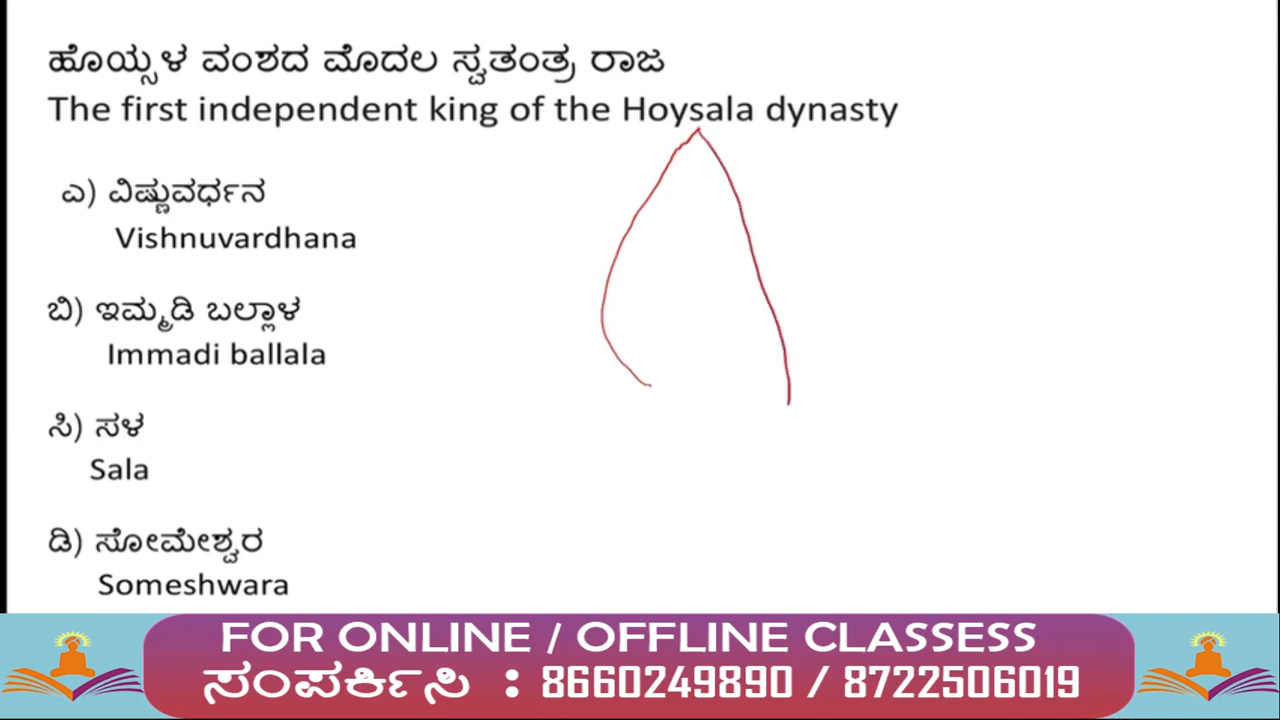 ಹೊಯ್ಸಳ ವಂಶದ ಮೊದಲ ಸ್ವತಂತ್ರ ರಾಜ
The first independent king of the Hoysala dynasty
ಎ) ವಿಷ್ಣುವರ್ಧನ
Vishnuvardhana
ಬಿ) ಇಮ್ಮಡಿ ಬಲ್ಲಾಳ
Immadi ballala
ಸಿ) ಸಳ
Sala
ಡಿ) ಸೋಮೇಶ್ವರ
Someshwara
FOR ONLINE / OFFLINE CLASSESS
ಸಂಪರ್ಕಿಸಿ : 8660249890 / 8722506019